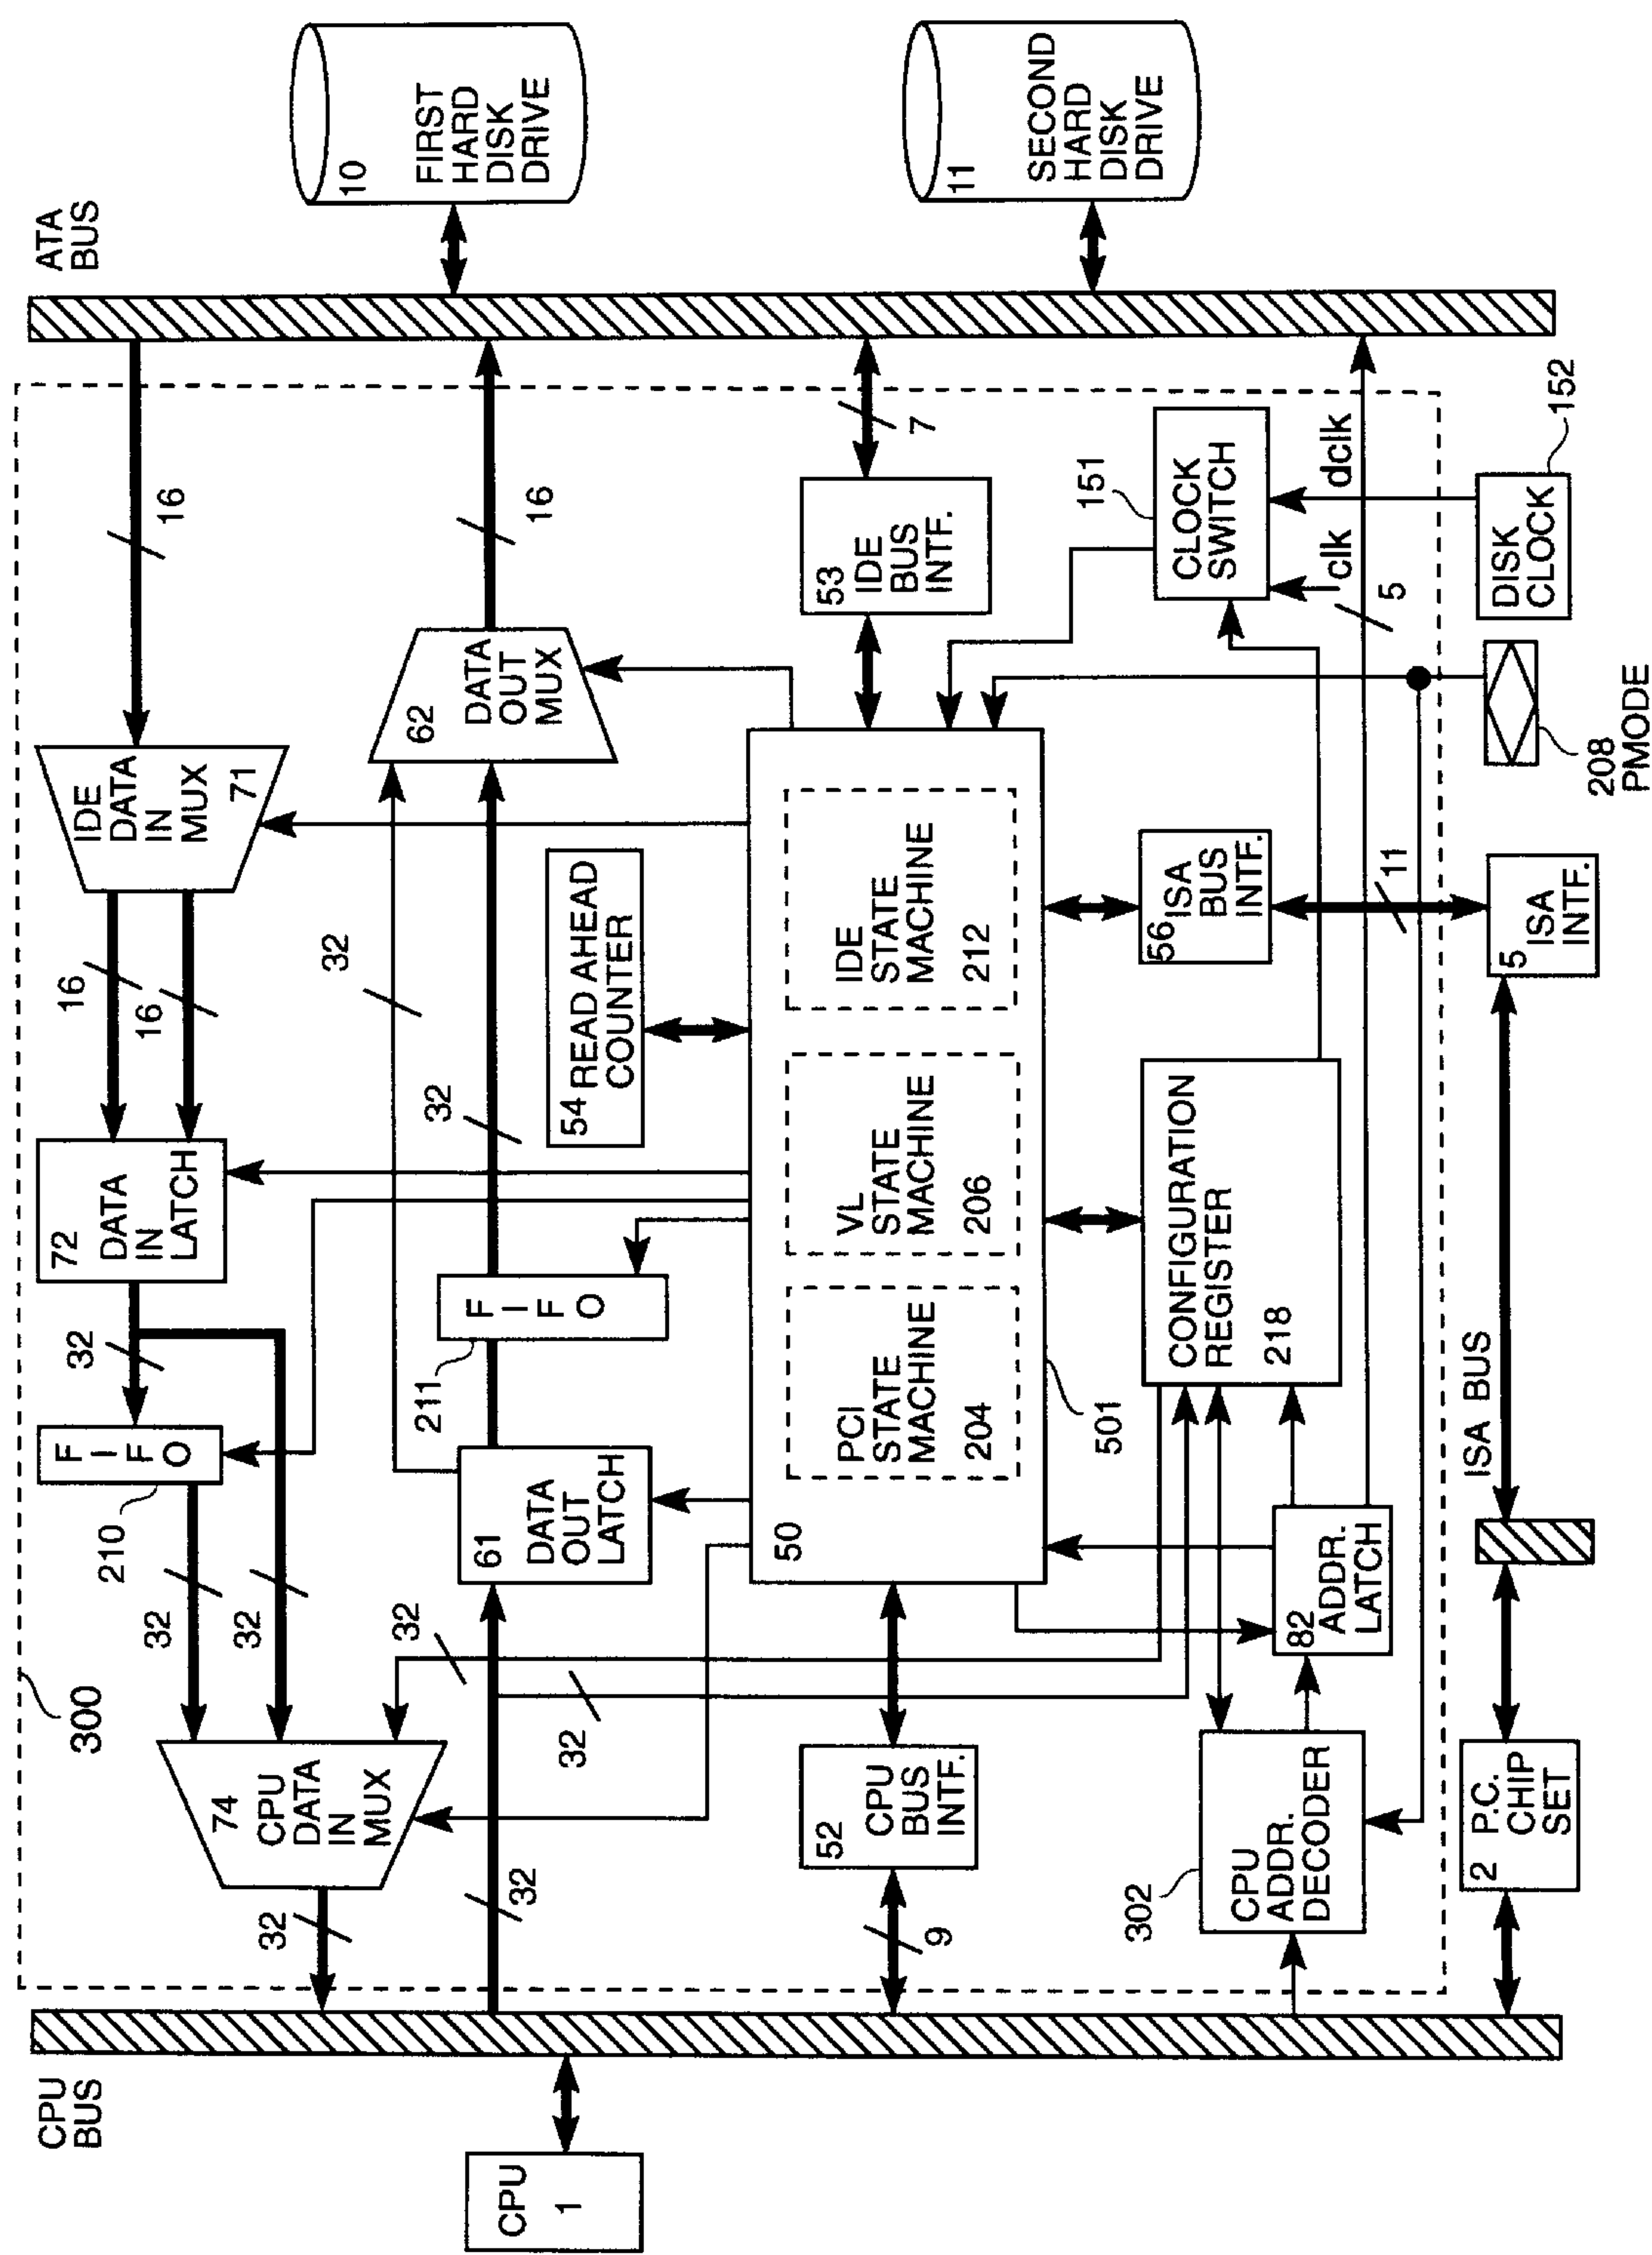 CPU
BUS
ATA
BUS
CPU
1
300
74
CPU
DATA
IN
MUX
32
32
32
210
F I F O
32
72
DATA
IN
LATCH
16
16
IDE
DATA
IN
MUX
71
16
10
FIRST
HARD
DISK
DRIVE
32
32
32
61
DATA
OUT
LATCH
211
F I F O
32
32
54 READ AHEAD
COUNTER
62
DATA
OUT
MUX
16
52
CPU
BUS
INTF.
9
50
PCI
STATE
MACHINE
204
VL
STATE
MACHINE
206
IDE
STATE
MACHINE
212
501
53
IDE
BUS
INTF.
7
11
SECOND
HARD
DISK
DRIVE
302
CPU
ADDR.
DECODER
82
ADDR.
LATCH
CONFIGURATION
REGISTER
218
56 ISA
BUS
INTF.
11
151
CLOCK
SWITCH
clk
dclk
5
2
P.C.
CHIP
SET
ISA BUS
5
ISA
INTF.
208
PMODE
DISK
CLOCK
152